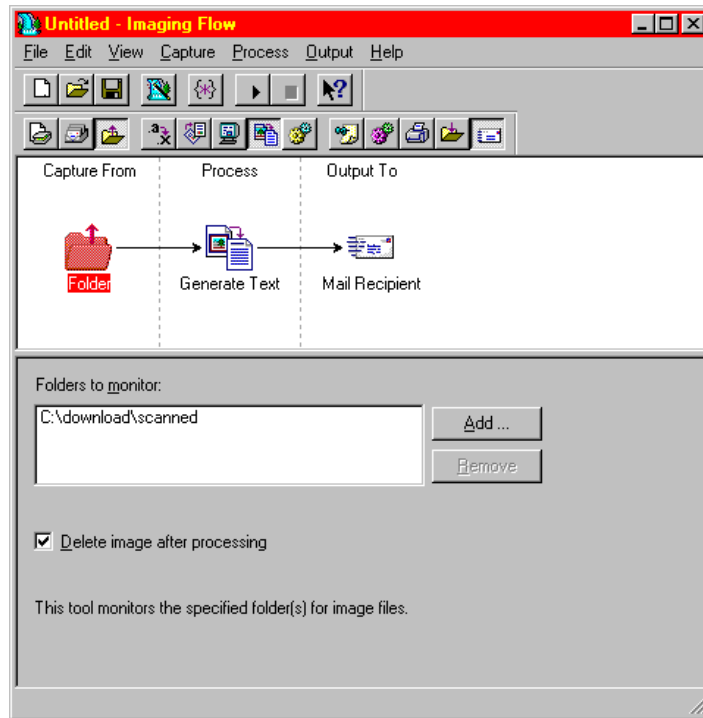 Untitled - Imaging Flow
File Edit View Capture Process Output Help
Capture From Process Output To
Folder Generate Text Mail Recipient
Folders to monitor:
C:\download\scanned
Add ...
Remove
Delete image after processing
This tool monitors the specified folder(s) for image files.